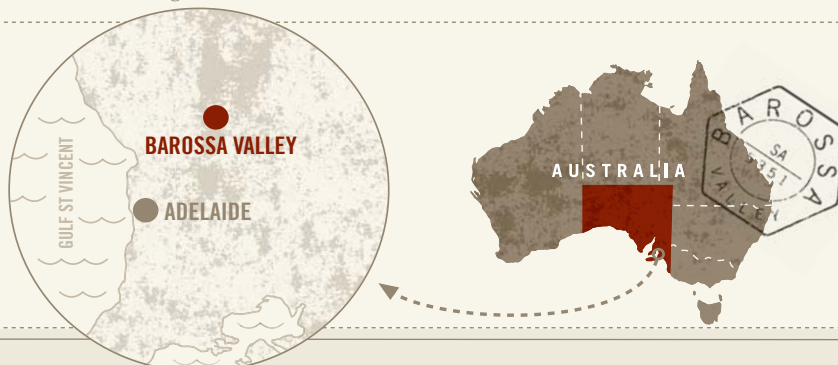 GULF ST VINCENT
BAROSSA VALLEY
ADELAIDE
AUSTRALIA
BAROSSA
SA
5351
VALLEY